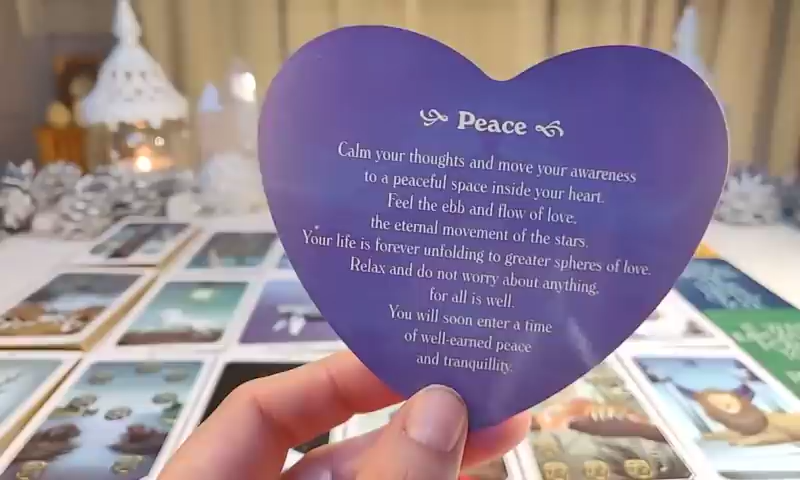 Peace
Calm your thoughts and move your awareness
to a peaceful space inside your heart.
Feel the ebb and flow of love,
the eternal movement of the stars.
Your life is forever unfolding to greater spheres of love.
Relax and do not worry about anything,
for all is well.
You will soon enter a time
of well-earned peace
and tranquillity.